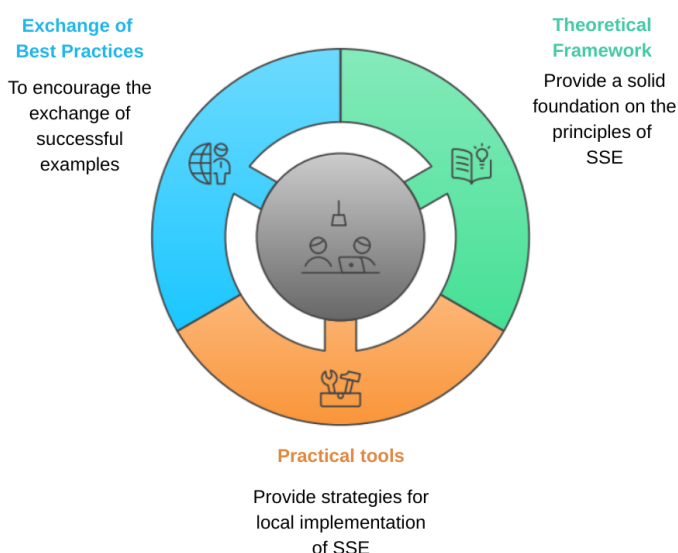 Exchange of
Best Practices
To encourage the
exchange of
successful
examples
Theoretical
Framework
Provide a solid
foundation on the
principles of
SSE
Practical tools
Provide strategies for
local implementation
of SSE